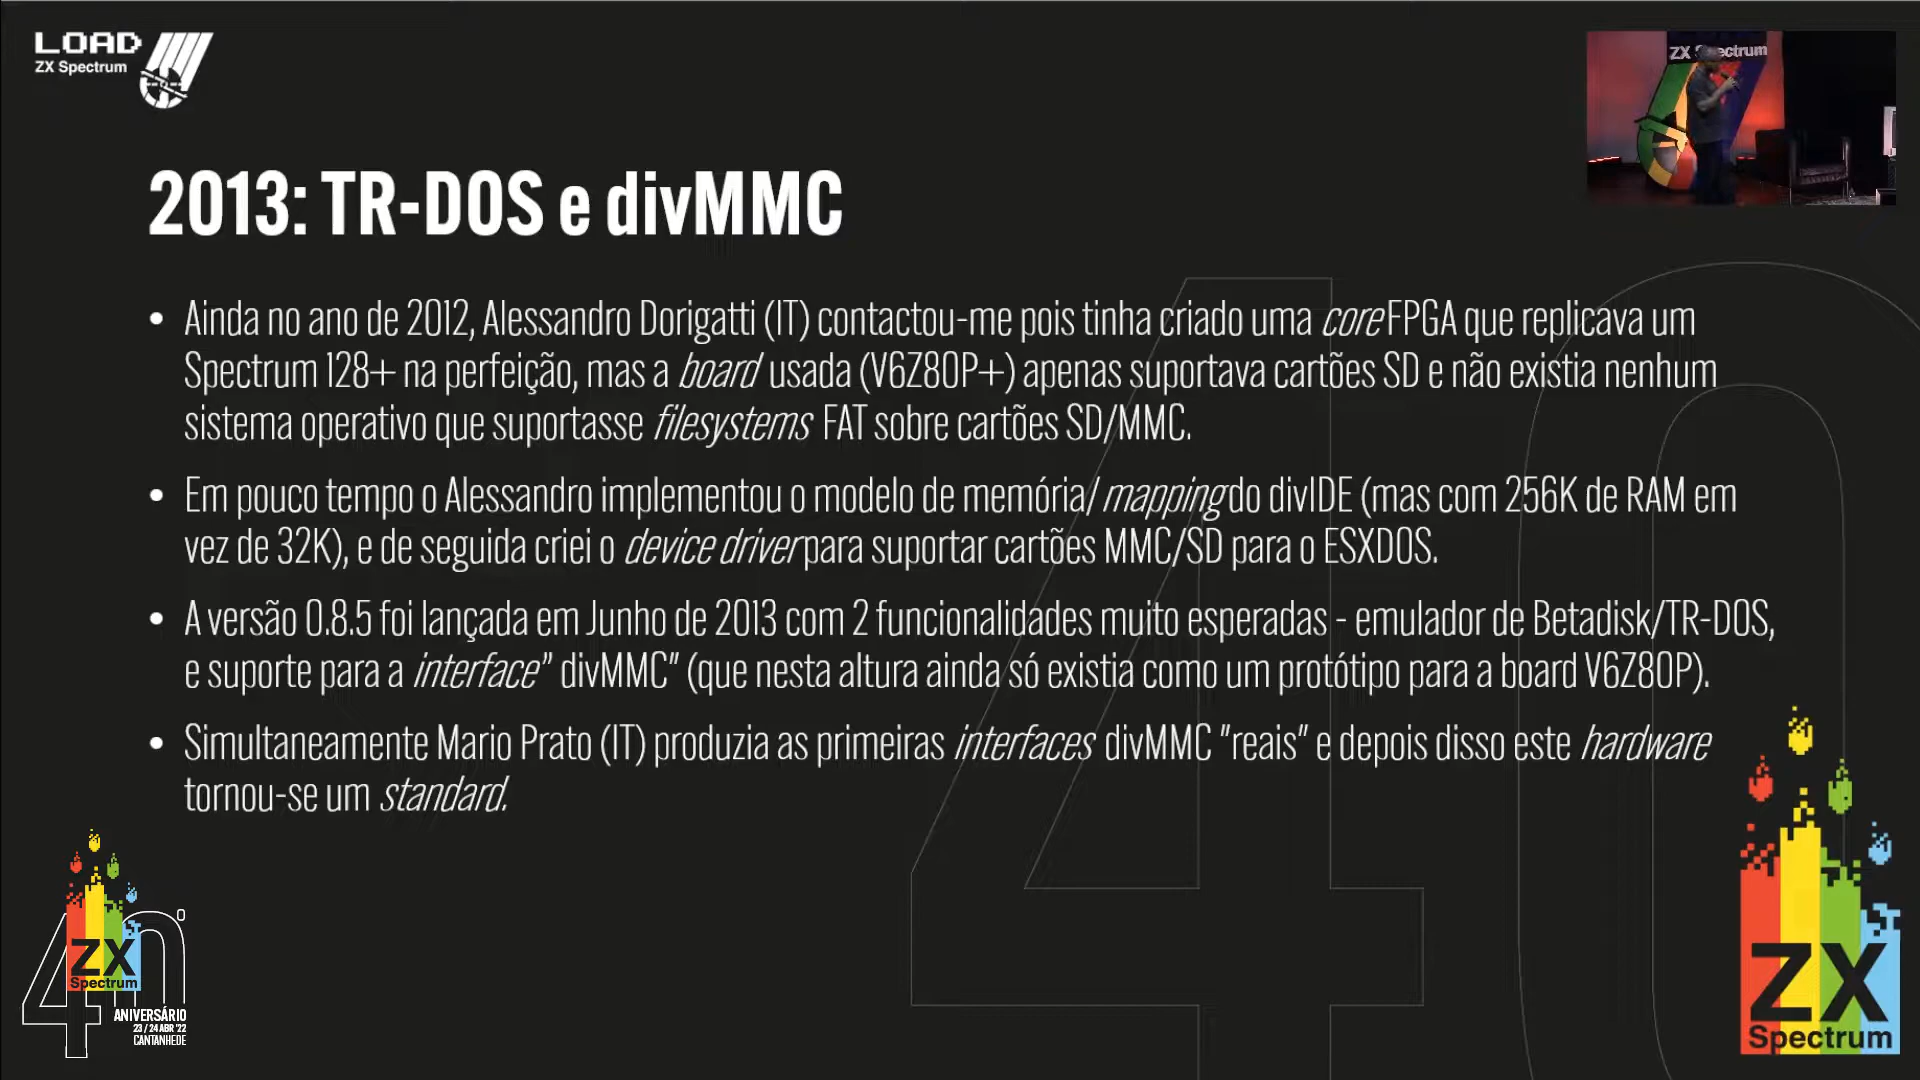 LOAD
ZX Spectrum
ZX Spectrum
2013: TR-DOS e divMMC
• Ainda no ano de 2012, Alessandro Dorigatti (IT) contactou-me pois tinha criado uma core FPGA que replicava um
Spectrum 128+ na perfeição, mas a board usada (V6Z80P+) apenas suportava cartões SD e não existia nenhum
sistema operativo que suportasse filesystems FAT sobre cartões SD/MMC.
• Em pouco tempo o Alessandro implementou o modelo de memória/ mapping do divIDE (mas com 256K de RAM em
vez de 32K), e de seguida criei o device driver para suportar cartões MMC/SD para o ESXDOS.
• A versão 0.8.5 foi lançada em Junho de 2013 com 2 funcionalidades muito esperadas - emulador de Betadisk/TR-DOS,
e suporte para a interface" divMMC" (que nesta altura ainda só existia como um protótipo para a board V6Z80P).
• Simultaneamente Mario Prato (IT) produzia as primeiras interfaces divMMC "reais" e depois disso este hardware
tornou-se um standard.
40º
ZX
Spectrum
ANIVERSÁRIO
23 / 24 ABR '22
CANTANHEDE
40
ZX
Spectrum